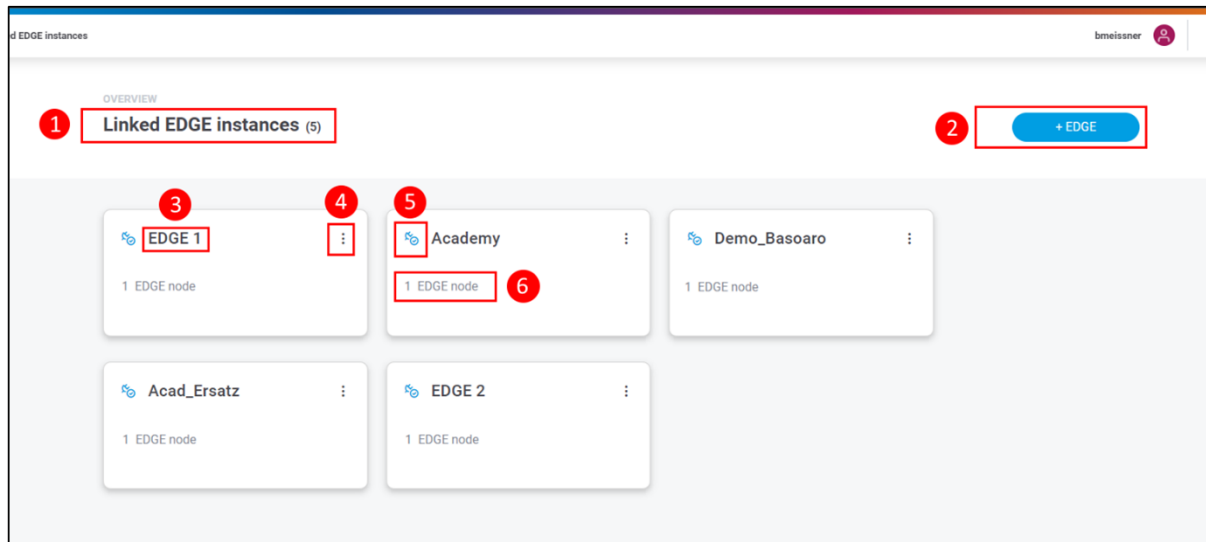 d EDGE instances
bmeissner
OVERVIEW
1
Linked EDGE instances (5)
2
+ EDGE
3
4
5
EDGE 1
Academy
Demo_Basoaro
1 EDGE node
1 EDGE node
6
1 EDGE node
Acad_Ersatz
EDGE 2
1 EDGE node
1 EDGE node